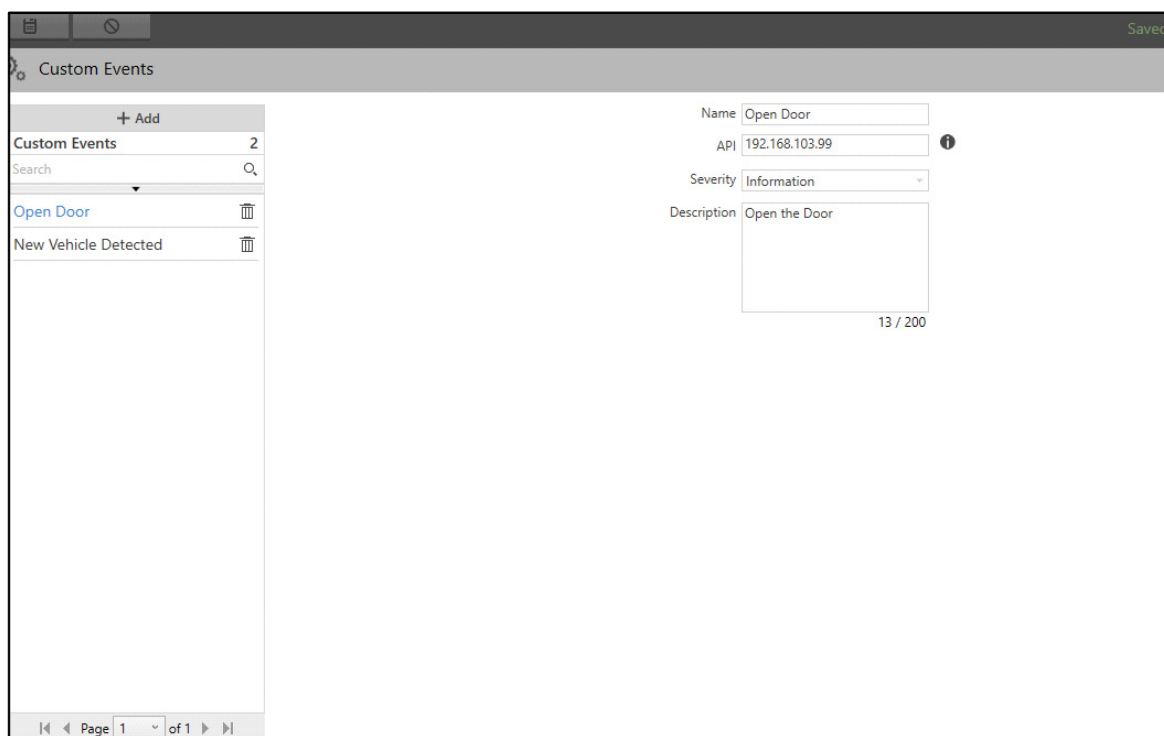 Saved
Custom Events
+ Add
Custom Events 2
Search
Open Door
New Vehicle Detected
Page 1 of 1
Name Open Door
API 192.168.103.99
Severity Information
Description Open the Door
13 / 200